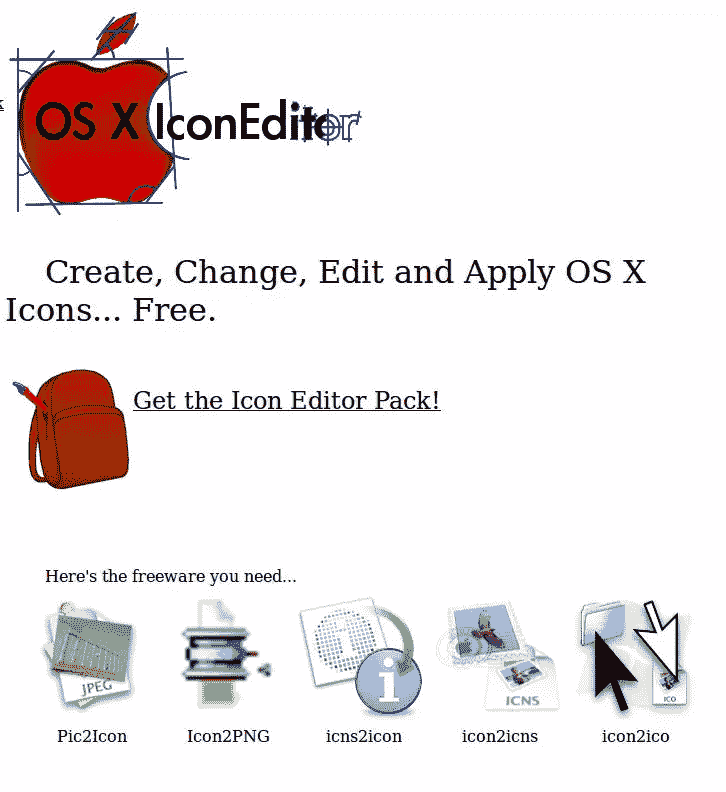 OS X IconEditor
Create, Change, Edit and Apply OS X
Icons... Free.
Get the Icon Editor Pack!
Here's the freeware you need...
JPEG
ICNS
ICO
Pic2Icon
Icon2PNG
icns2icon
icon2icns
icon2ico